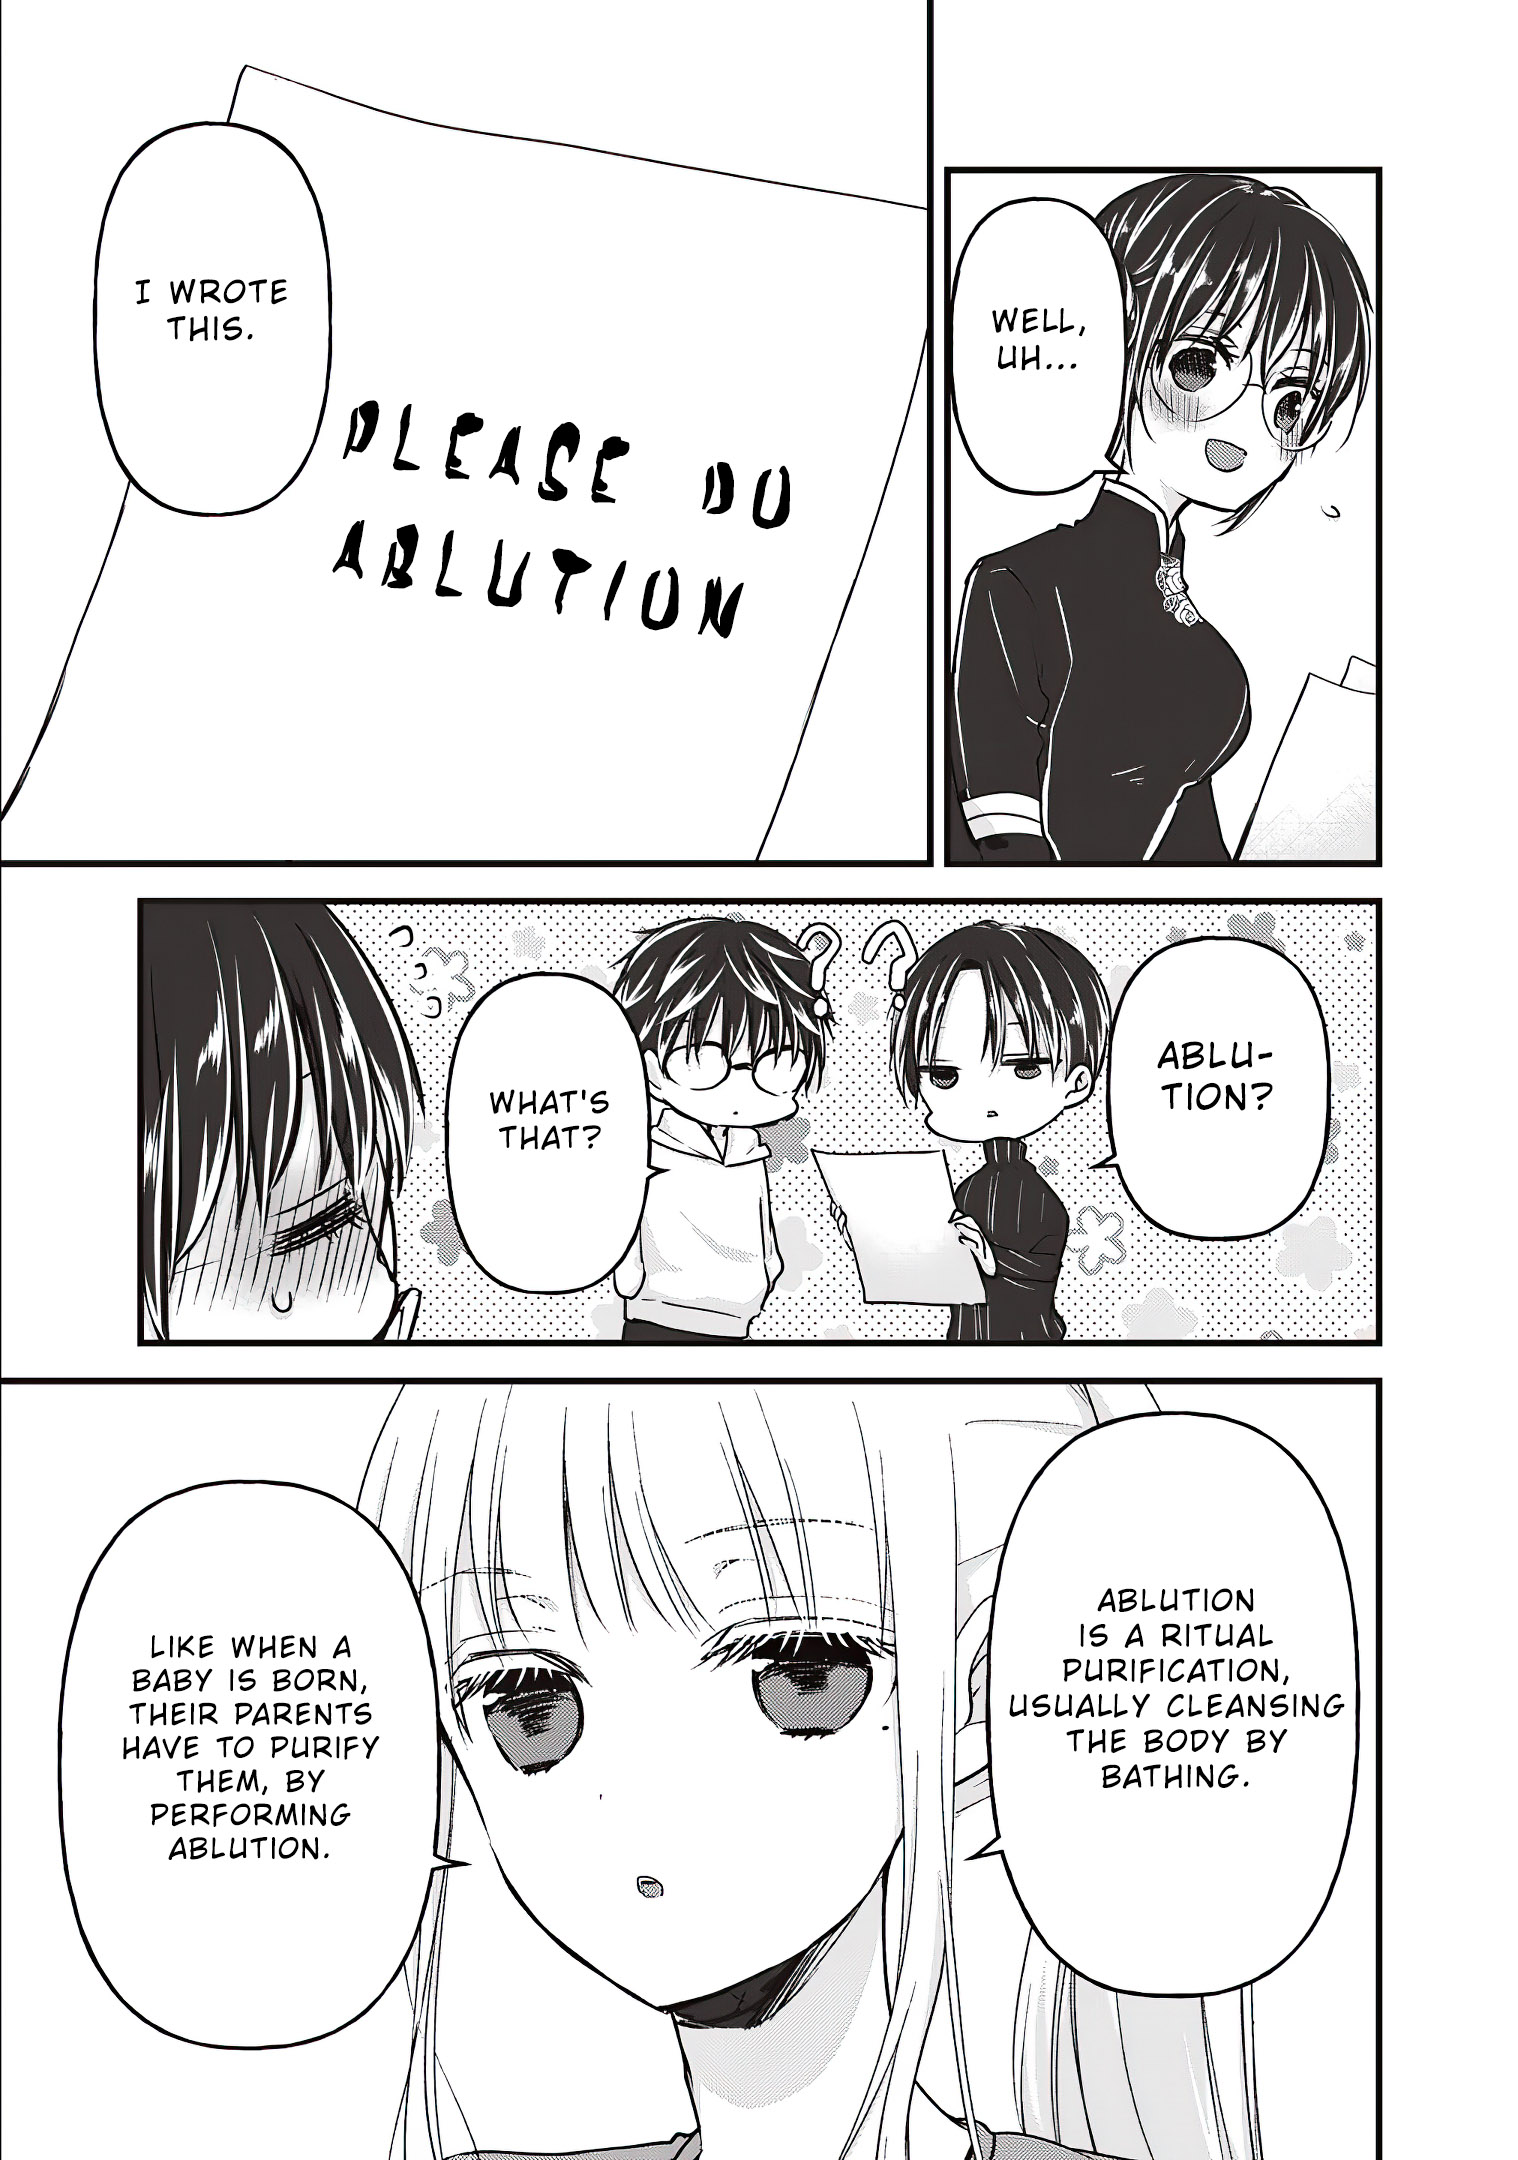 WELL,
UH...
I WROTE
THIS.
PLEASE DO
ABLUTION
ABLU-
TION?
WHAT'S
THAT?
ABLUTION
IS A RITUAL
PURIFICATION,
USUALLY CLEANSING
THE BODY BY
BATHING.
LIKE WHEN A
BABY IS BORN,
THEIR PARENTS
HAVE TO PURIFY
THEM, BY
PERFORMING
ABLUTION.